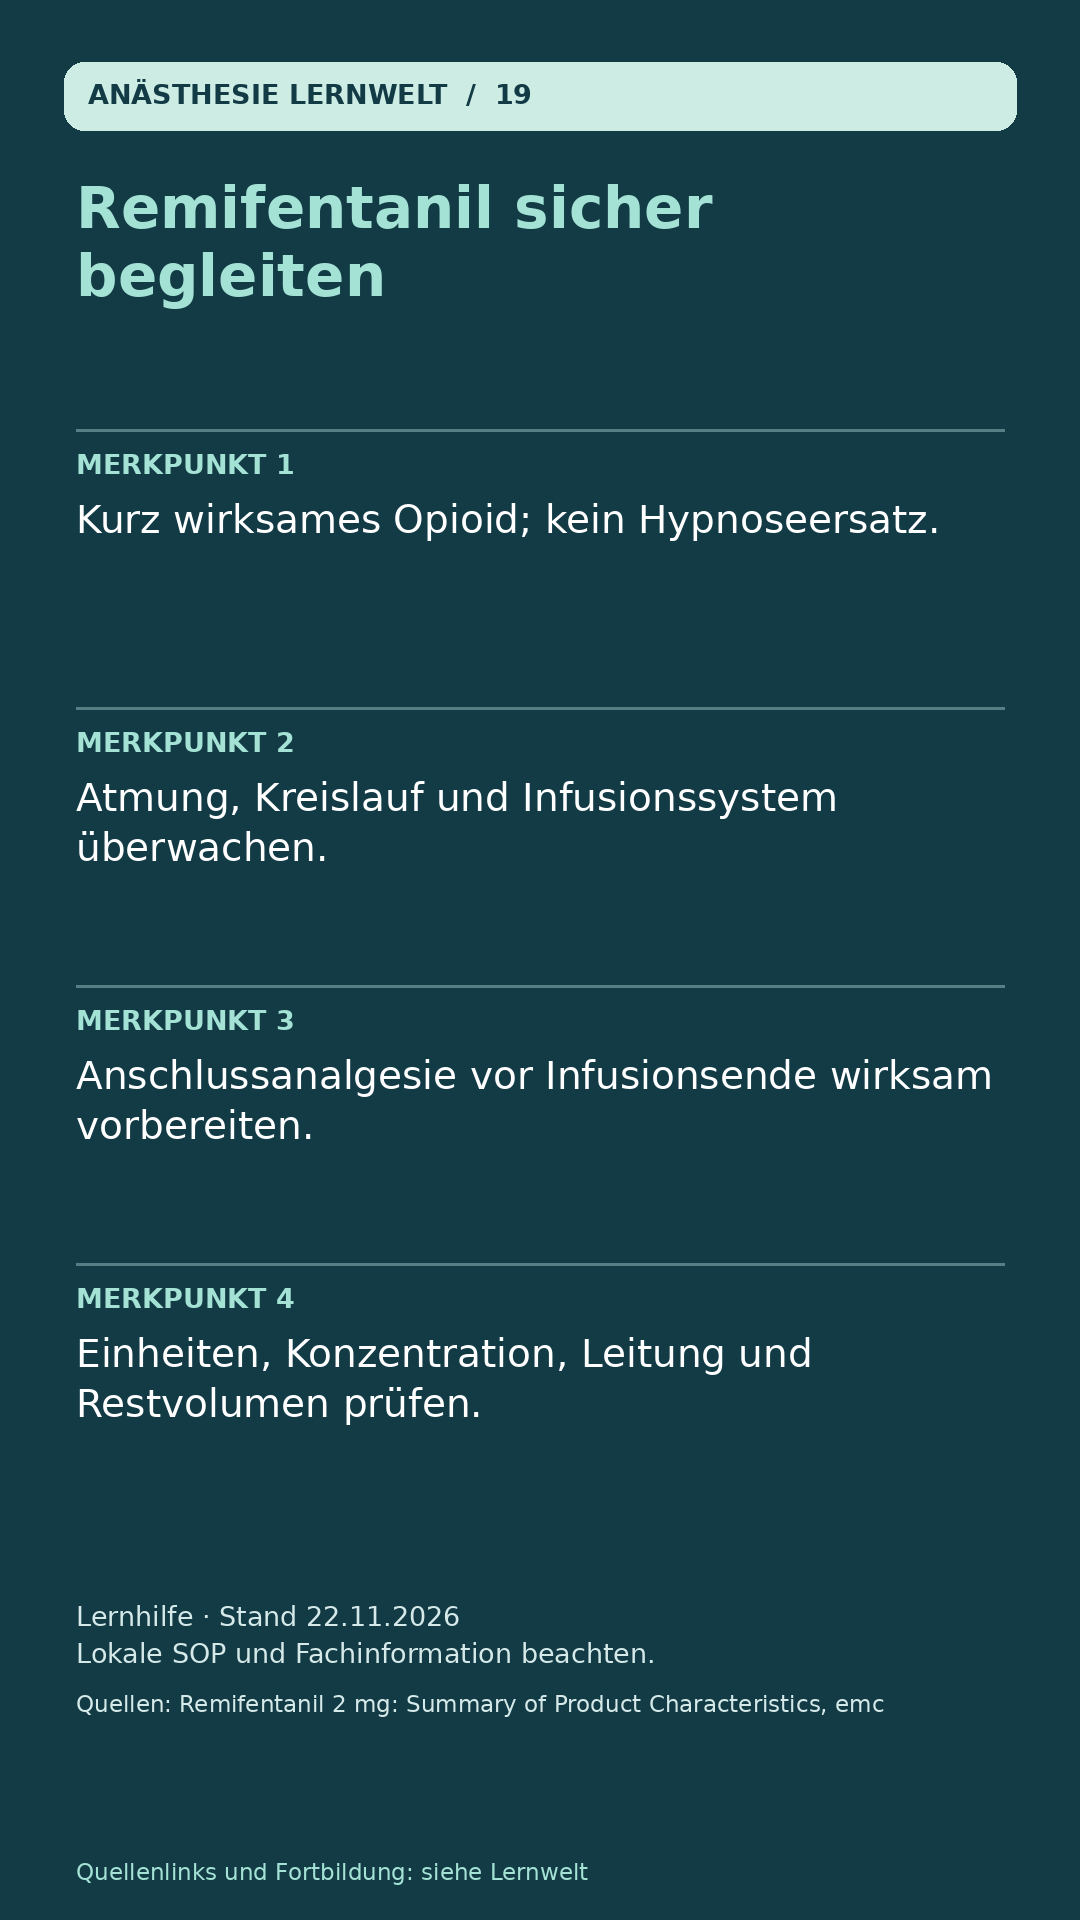 ANÄSTHESIE LERNWELT / 19
Remifentanil sicher
begleiten
MERKPUNKT 1
Kurz wirksames Opioid; kein Hypnoseersatz.
MERKPUNKT 2
Atmung, Kreislauf und Infusionssystem
überwachen.
MERKPUNKT 3
Anschlussanalgesie vor Infusionsende wirksam
vorbereiten.
MERKPUNKT 4
Einheiten, Konzentration, Leitung und
Restvolumen prüfen.
Lernhilfe · Stand 22.11.2026
Lokale SOP und Fachinformation beachten.
Quellen: Remifentanil 2 mg: Summary of Product Characteristics, emc
Quellenlinks und Fortbildung: siehe Lernwelt